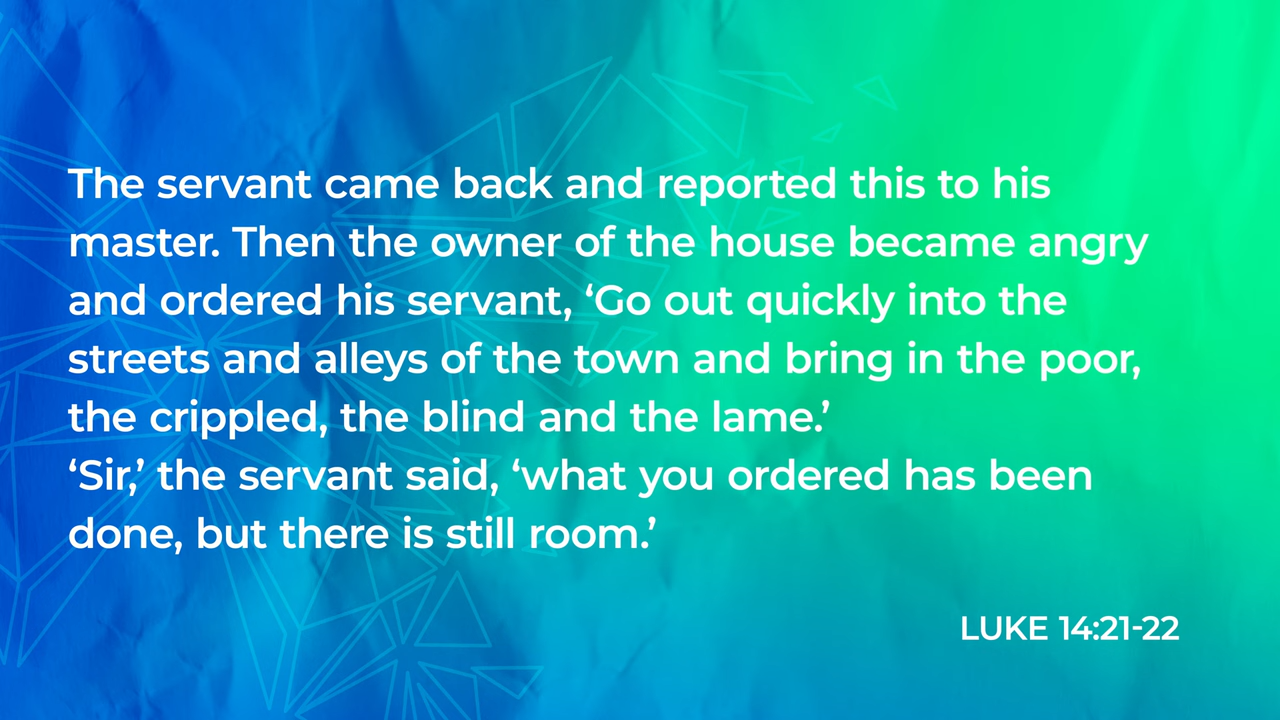 The servant came back and reported this to his
master. Then the owner of the house became angry
and ordered his servant, ‘Go out quickly into the
streets and alleys of the town and bring in the poor,
the crippled, the blind and the lame.’
‘Sir,’ the servant said, ‘what you ordered has been
done, but there is still room.’
LUKE 14:21-22